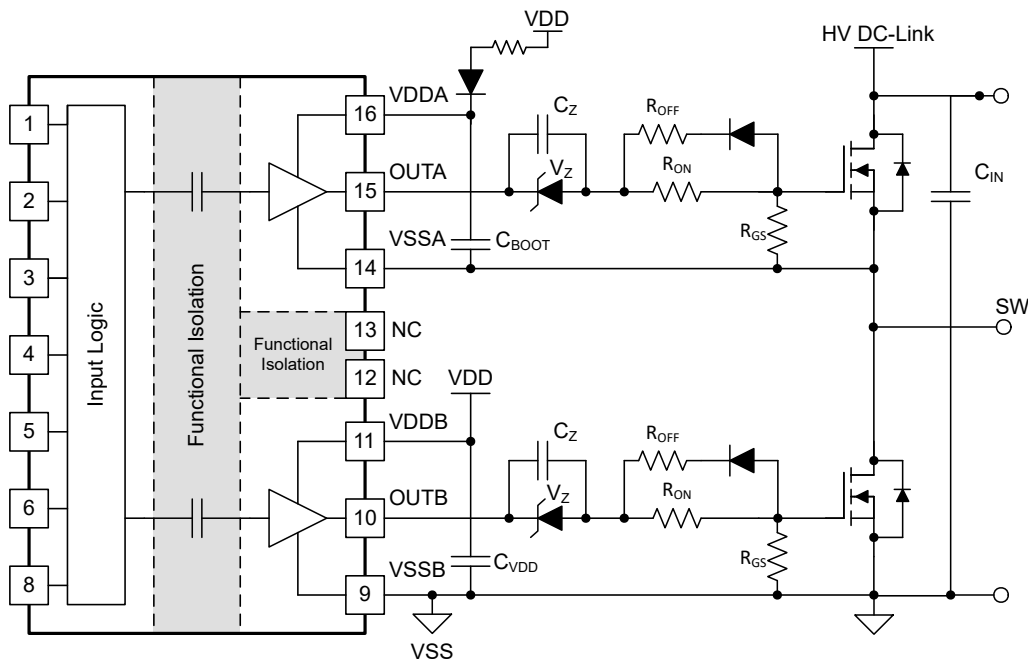 VDD
HV DC-Link
1
2
3
4
5
6
8
Input Logic
Functional Isolation
Functional
Isolation
16
VDDA
15
OUTA
VSSA
14
13
NC
12
NC
VDD
11
VDDB
10
OUTB
VSSB
9
VSS
C_Z
V_Z
R_OFF
R_ON
R_GS
C_BOOT
C_IN
SW
C_Z
V_Z
R_OFF
R_ON
R_GS
C_VDD